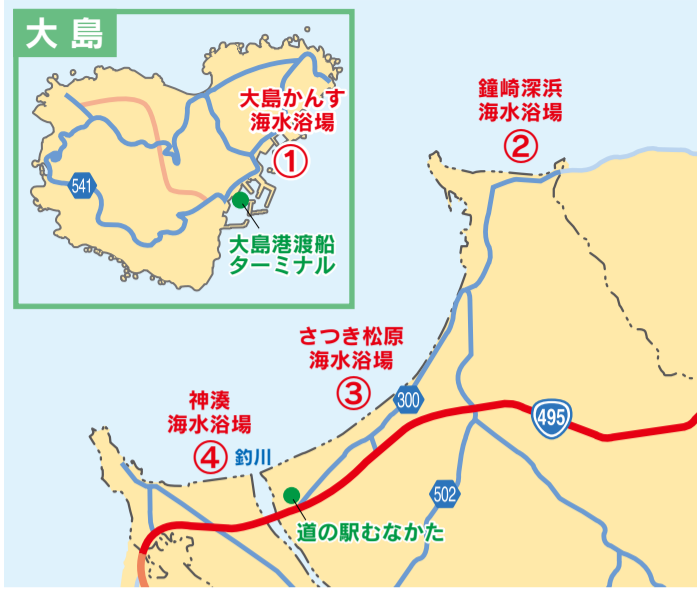 大島
大島かんす
海水浴場
①
541
大島港渡船
ターミナル
鐘崎深浜
海水浴場
②
さつき松原
海水浴場
③
300
495
神湊
海水浴場
④
釣川
502
道の駅むなかた